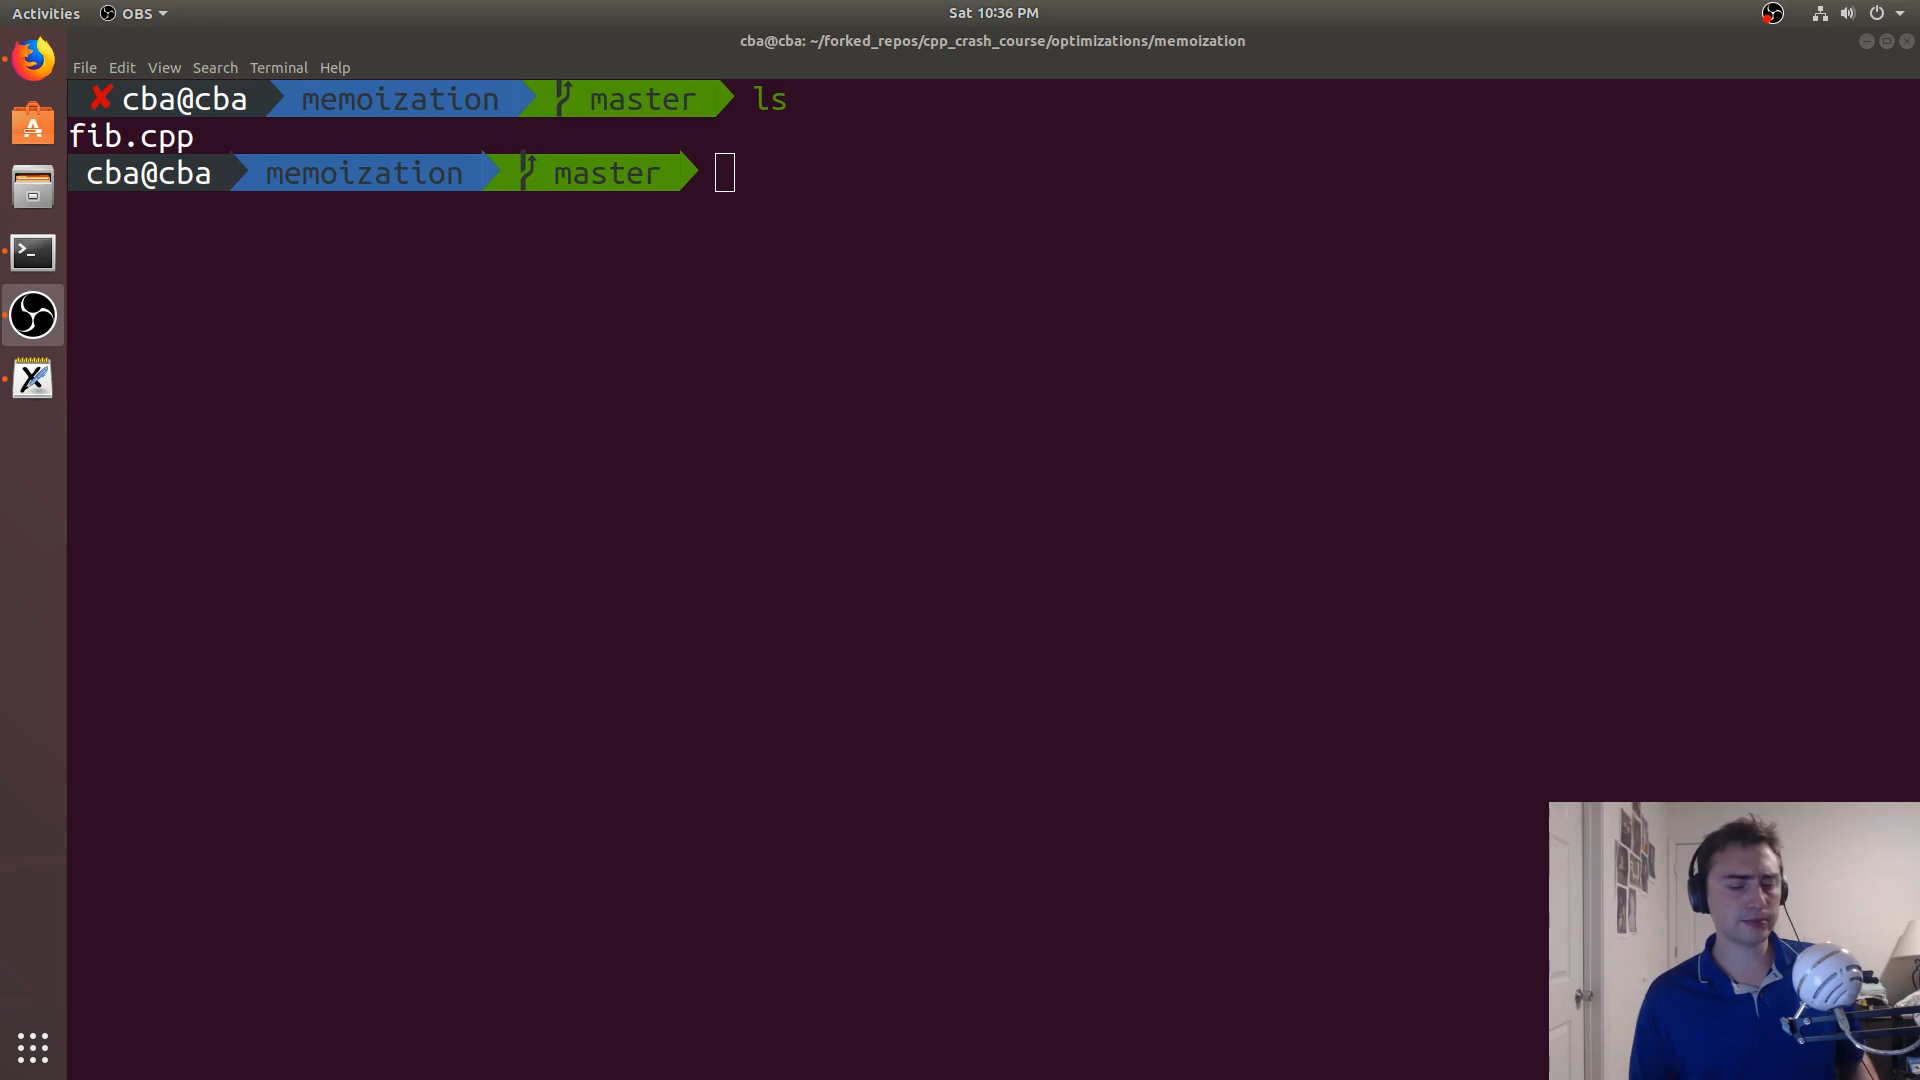 Activities OBS Sat 10:36 PM
cba@cba: ~/forked_repos/cpp_crash_course/optimizations/memoization
File Edit View Search Terminal Help
✘ cba@cba memoization master ls
fib.cpp
cba@cba memoization master